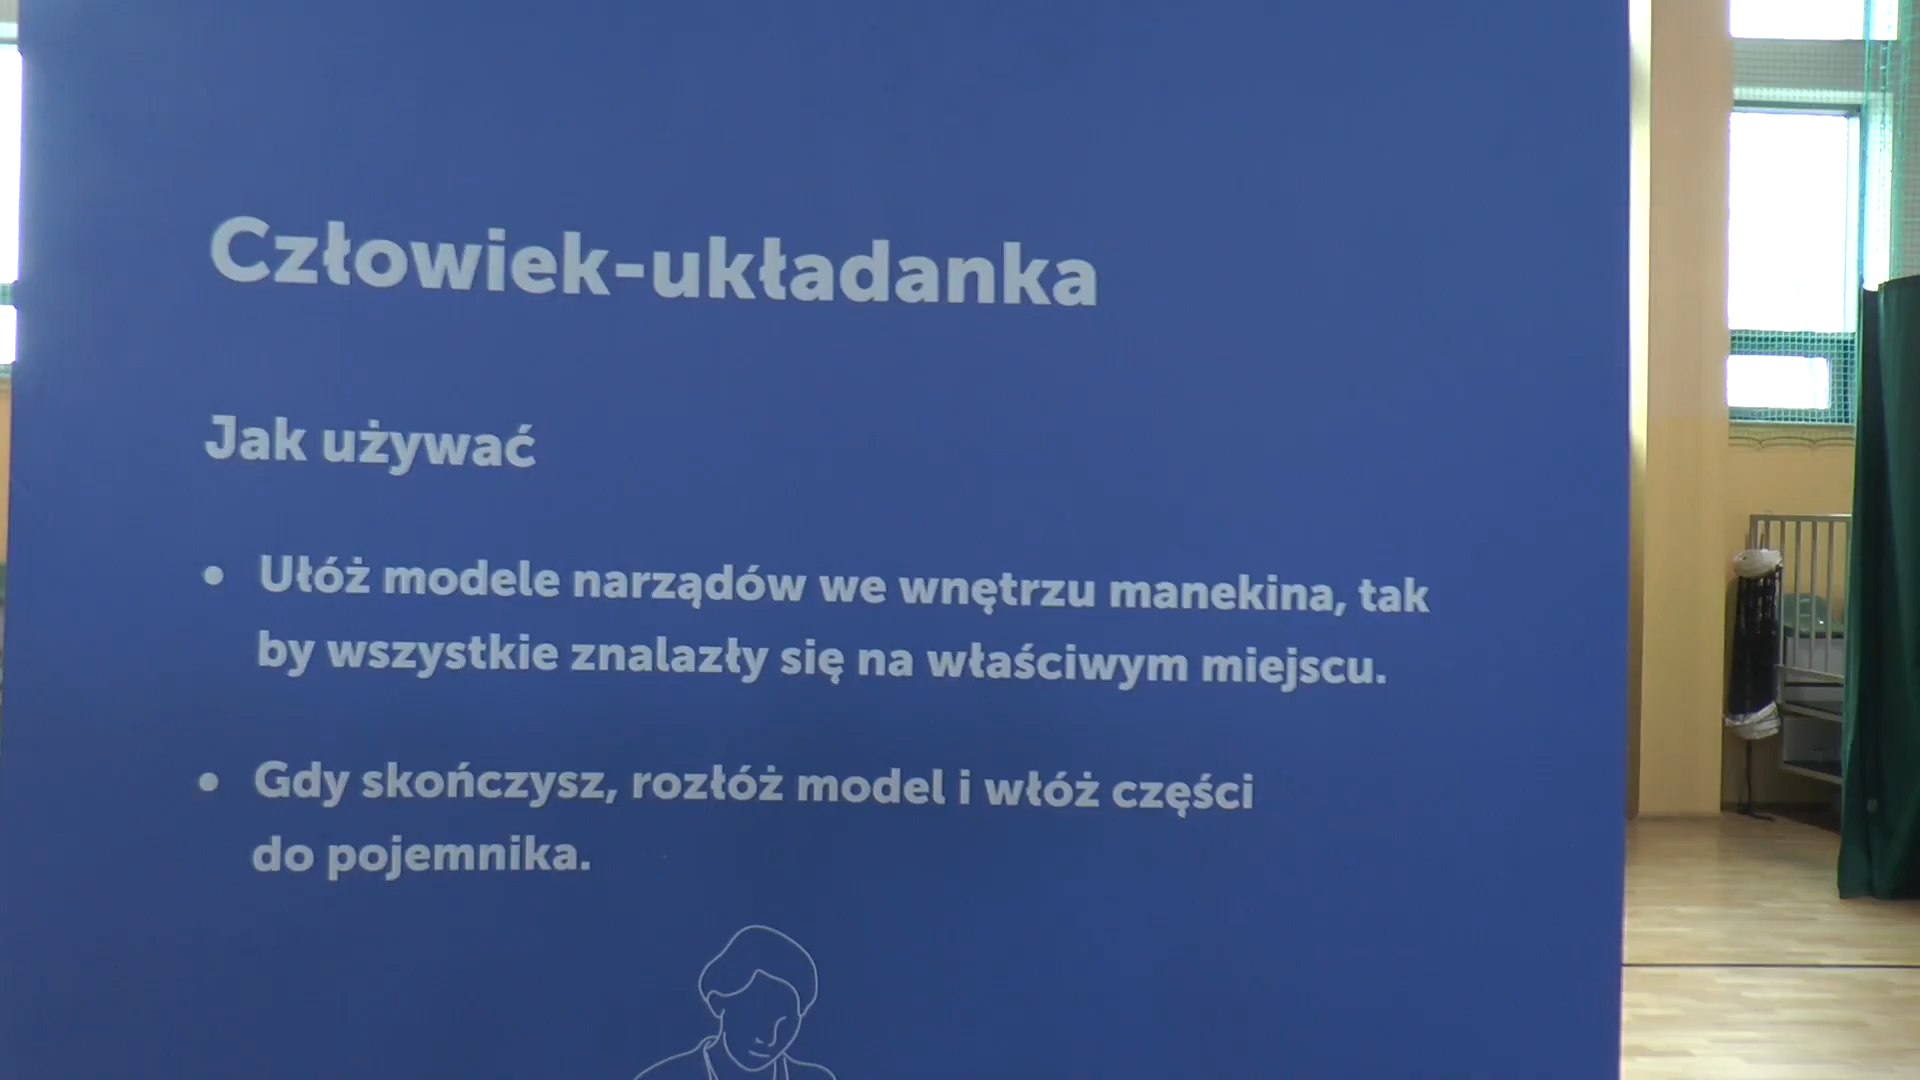 Człowiek-układanka
Jak używać
• Ułóż modele narządów we wnętrzu manekina, tak
by wszystkie znalazły się na właściwym miejscu.
• Gdy skończysz, rozłóż model i włóż części
do pojemnika.